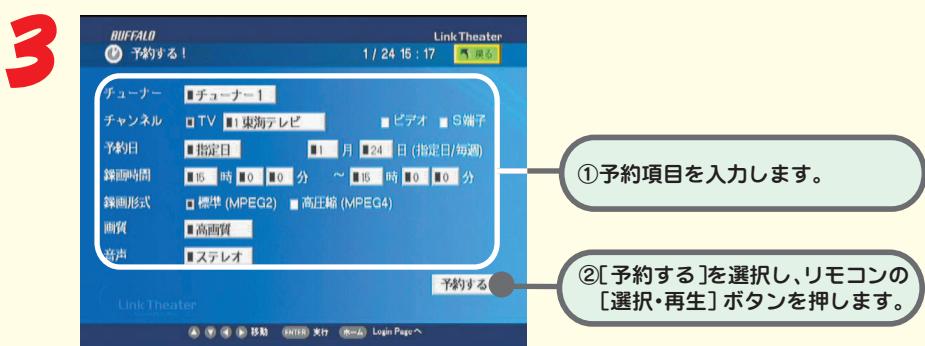 3
BUFFALO
LinkTheater
予約する!
1 / 24 15 : 17
戻る
チューナー
チューナー1
チャンネル
TV
1 東海テレビ
ビデオ
S端子
予約日
指定日
1 月 24 日 (指定日/毎週)
録画時間
15 時 0 0 分 ~ 15 時 0 0 分
録画形式
標準 (MPEG2)
高圧縮 (MPEG4)
画質
高画質
音声
ステレオ
予約する
LinkTheater
移動 ENTER 実行 ホーム Login Pageへ
①予約項目を入力します。
②[予約する]を選択し、リモコンの
[選択・再生]ボタンを押します。